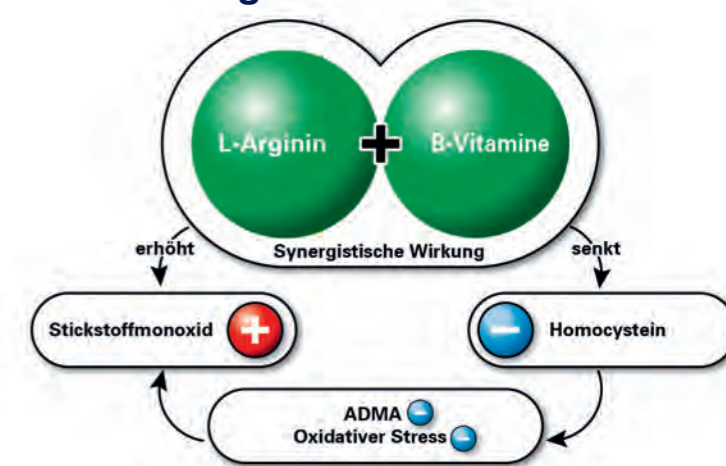 L-Arginin + B-Vitamine
erhöht
Synergistische Wirkung
senkt
Stickstoffmonoxid +
− Homocystein
ADMA −
Oxidativer Stress −